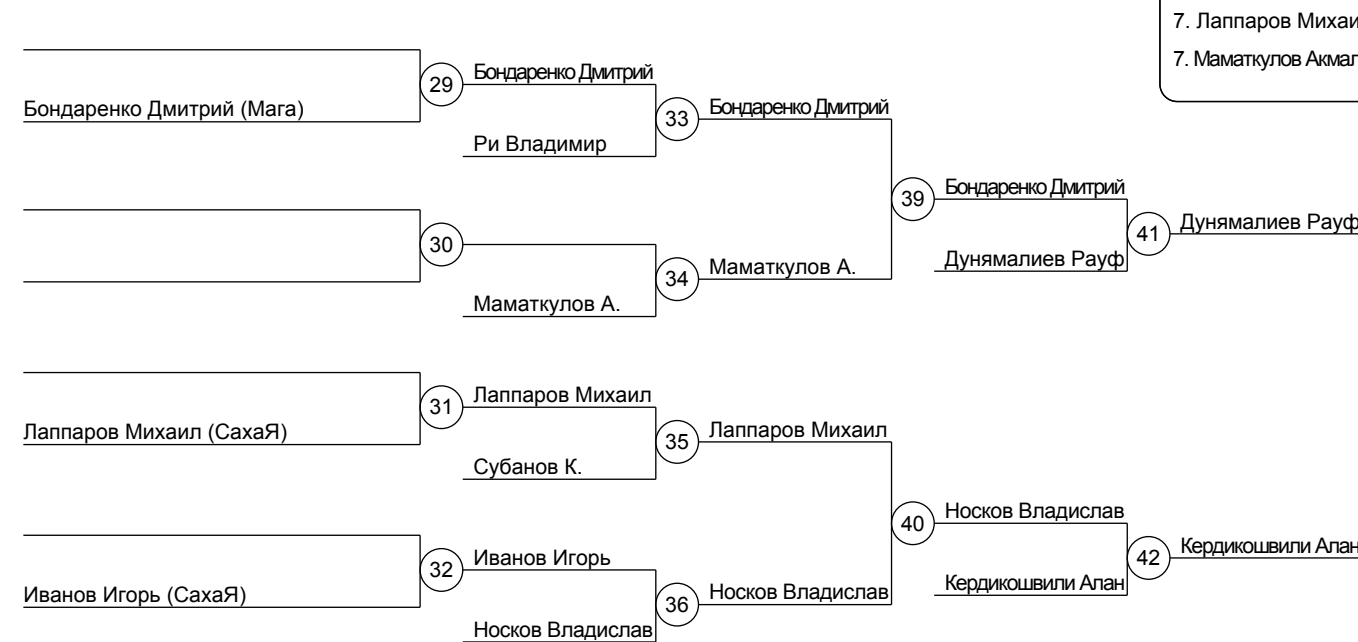 7. Лаппаров Михаи
7. Маматкулов Акмал
29
Бондаренко Дмитрий
Бондаренко Дмитрий (Мага)
33
Бондаренко Дмитрий
Ри Владимир
39
Бондаренко Дмитрий
41
Дунямалиев Рауф
30
Дунямалиев Рауф
34
Маматкулов А.
Маматкулов А.
31
Лаппаров Михаил
Лаппаров Михаил (СахаЯ)
35
Лаппаров Михаил
Субанов К.
40
Носков Владислав
42
Кердикошвили Алан
32
Иванов Игорь
Кердикошвили Алан
Иванов Игорь (СахаЯ)
36
Носков Владислав
Носков Владислав